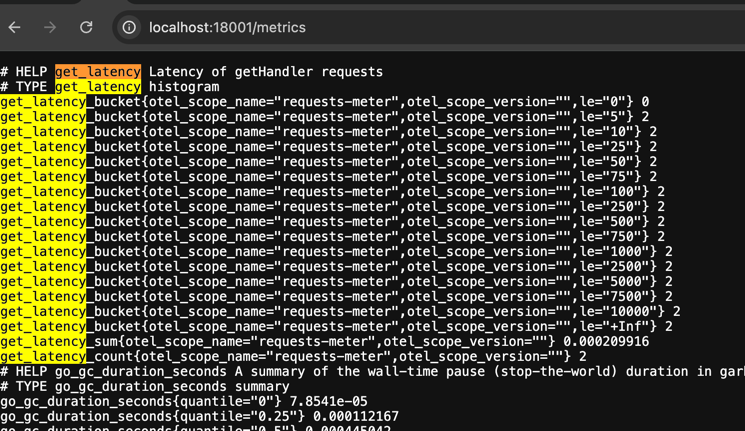 localhost:18001/metrics
# HELP get_latency Latency of getHandler requests
# TYPE get_latency histogram
get_latency_bucket{otel_scope_name="requests-meter",otel_scope_version="",le="0"} 0
get_latency_bucket{otel_scope_name="requests-meter",otel_scope_version="",le="5"} 2
get_latency_bucket{otel_scope_name="requests-meter",otel_scope_version="",le="10"} 2
get_latency_bucket{otel_scope_name="requests-meter",otel_scope_version="",le="25"} 2
get_latency_bucket{otel_scope_name="requests-meter",otel_scope_version="",le="50"} 2
get_latency_bucket{otel_scope_name="requests-meter",otel_scope_version="",le="75"} 2
get_latency_bucket{otel_scope_name="requests-meter",otel_scope_version="",le="100"} 2
get_latency_bucket{otel_scope_name="requests-meter",otel_scope_version="",le="250"} 2
get_latency_bucket{otel_scope_name="requests-meter",otel_scope_version="",le="500"} 2
get_latency_bucket{otel_scope_name="requests-meter",otel_scope_version="",le="750"} 2
get_latency_bucket{otel_scope_name="requests-meter",otel_scope_version="",le="1000"} 2
get_latency_bucket{otel_scope_name="requests-meter",otel_scope_version="",le="2500"} 2
get_latency_bucket{otel_scope_name="requests-meter",otel_scope_version="",le="5000"} 2
get_latency_bucket{otel_scope_name="requests-meter",otel_scope_version="",le="7500"} 2
get_latency_bucket{otel_scope_name="requests-meter",otel_scope_version="",le="10000"} 2
get_latency_bucket{otel_scope_name="requests-meter",otel_scope_version="",le="+Inf"} 2
get_latency_sum{otel_scope_name="requests-meter",otel_scope_version=""} 0.000209916
get_latency_count{otel_scope_name="requests-meter",otel_scope_version=""} 2
# HELP go_gc_duration_seconds A summary of the wall-time pause (stop-the-world) duration in
# TYPE go_gc_duration_seconds summary
go_gc_duration_seconds{quantile="0"} 7.8541e-05
go_gc_duration_seconds{quantile="0.25"} 0.000112167
go_gc_duration_seconds{quantile="0.5"} 0.000445042